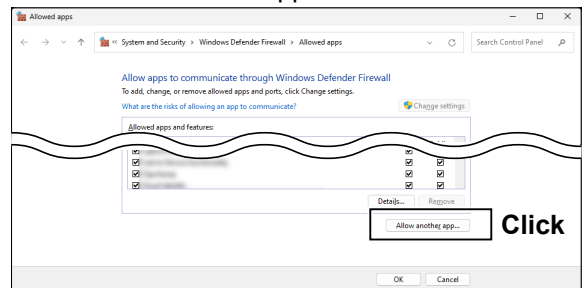 Allowed apps
« System and Security > Windows Defender Firewall > Allowed apps
Search Control Panel
Allow apps to communicate through Windows Defender Firewall
To add, change, or remove allowed apps and ports, click Change settings.
What are the risks of allowing an app to communicate?
Change settings
Allowed apps and features:
Details...
Remove
Allow another app...
Click
OK
Cancel